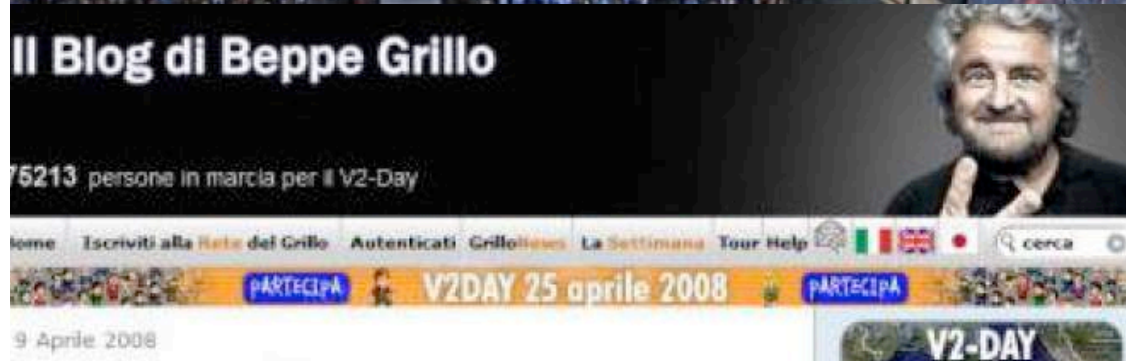 Il Blog di Beppe Grillo
75213 persone in marcia per il V2-Day
ome Iscriviti alla Rete del Grillo Autenticati GrilloNews La Settimana Tour Help cerca
PARTECIPA V2DAY 25 aprile 2008 PARTECIPA
9 Aprile 2008
V2-DAY